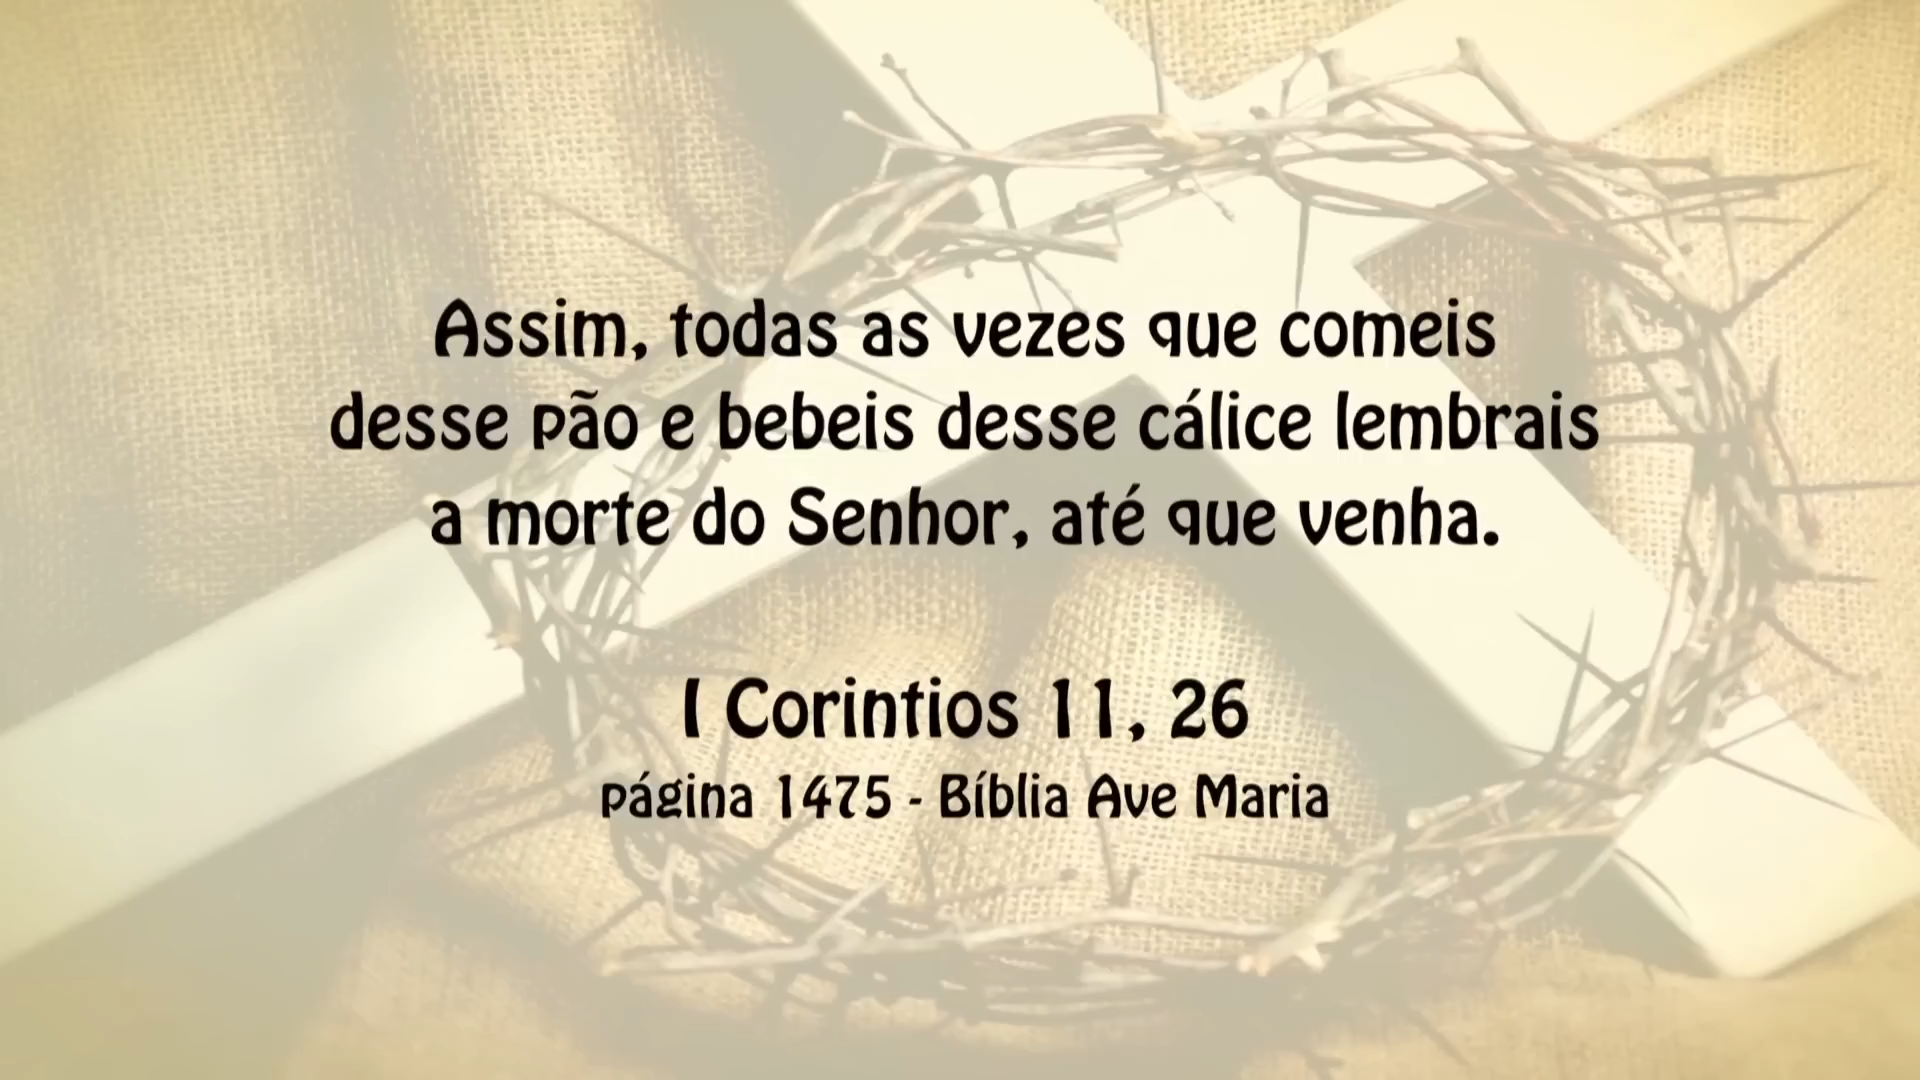 Assim, todas as vezes que comeis
desse pão e bebeis desse cálice lembrais
a morte do Senhor, até que venha.
I Corintios 11, 26
página 1475 - Bíblia Ave Maria